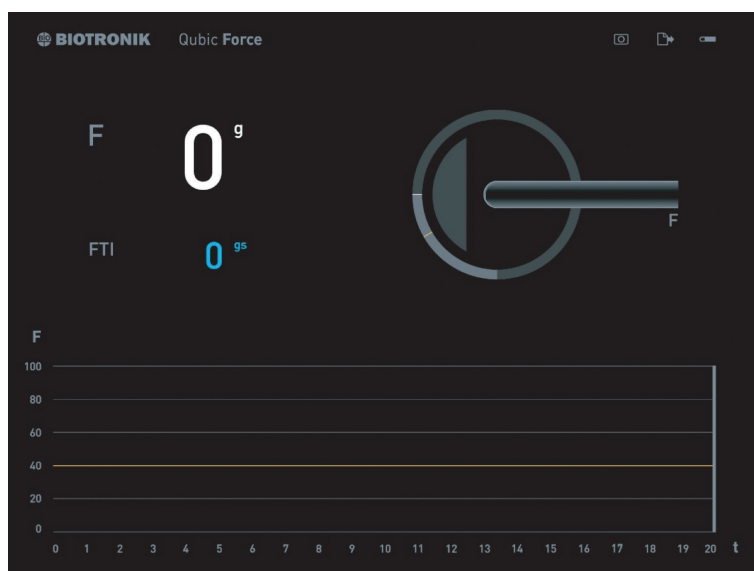 BIO BIOTRONIK Qubic Force
F 0 g
F
FTI 0 gs
F
100
80
60
40
20
0
0 1 2 3 4 5 6 7 8 9 10 11 12 13 14 15 16 17 18 19 20 t